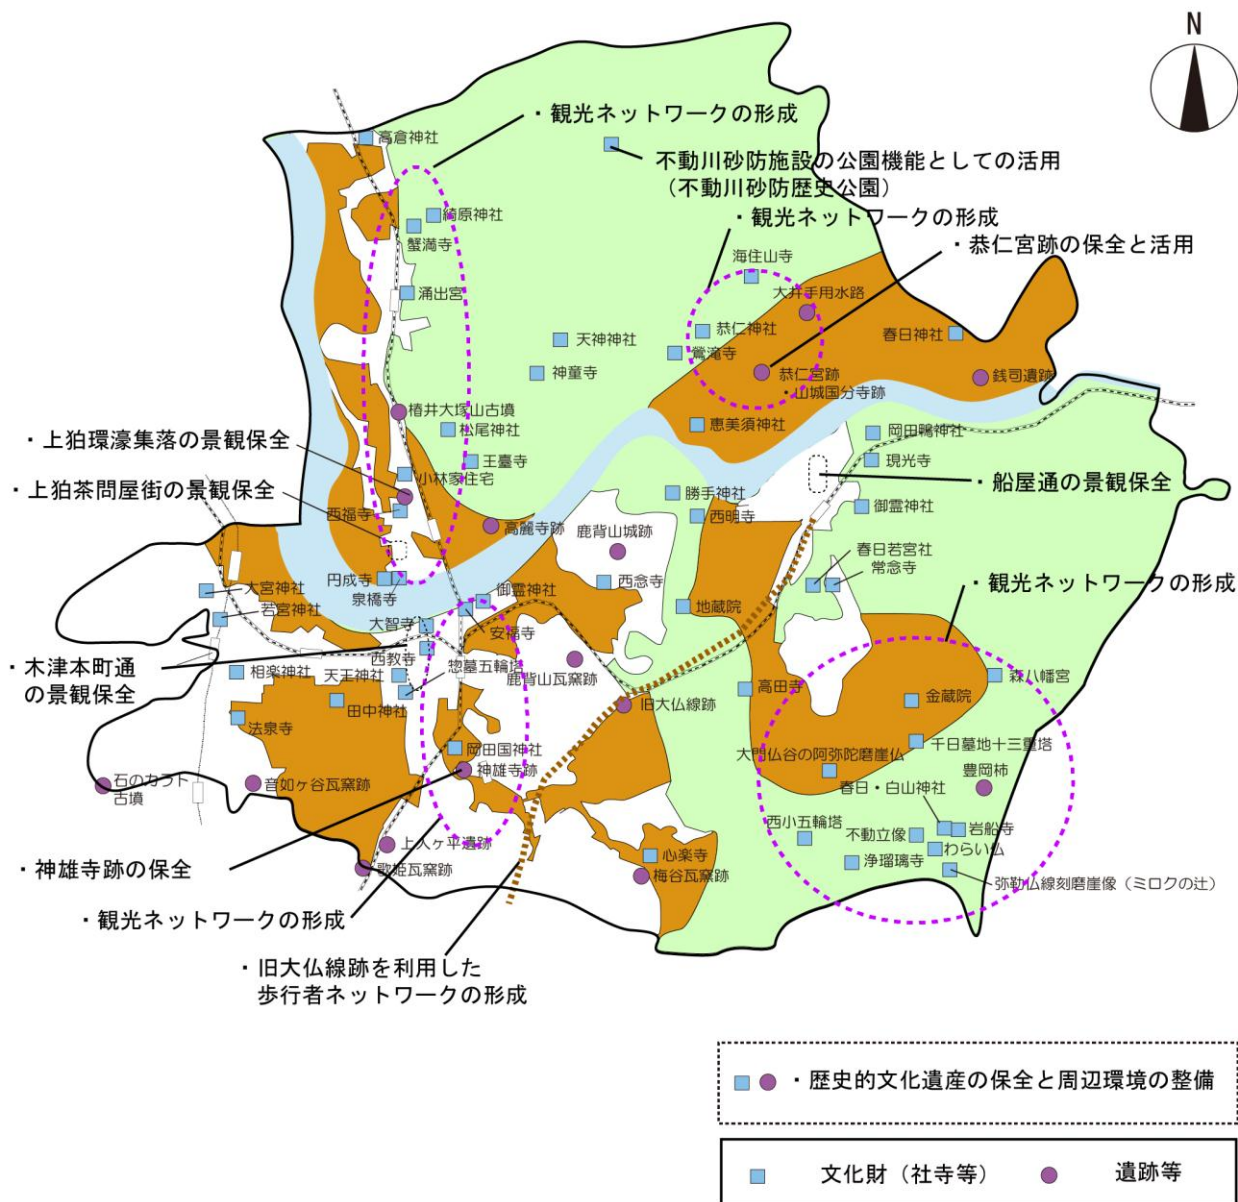 N
・観光ネットワークの形成
高倉神社
不動川砂防施設の公園機能としての活用
（不動川砂防歴史公園）
・観光ネットワークの形成
・恭仁宮跡の保全と活用
綺原神社
蟹満寺
海住山寺
大井手用水路
涌出宮
恭仁神社
春日神社
天神神社
鶯滝寺
神童寺
恭仁宮跡
・山城国分寺跡
銭司遺跡
椿井大塚山古墳
松尾神社
恵美須神社
岡田鴨神社
・上狛環濠集落の景観保全
王臺寺
現光寺
小林家住宅
・上狛茶問屋街の景観保全
・船屋通の景観保全
勝手神社
西福寺
西明寺
御霊神社
高麗寺跡
鹿背山城跡
春日若宮社
常念寺
・観光ネットワークの形成
円成寺
泉橋寺
御霊神社
西念寺
大宮神社
若宮神社
地蔵院
大智寺
安福寺
・木津本町通
の景観保全
西教寺
惣墓五輪塔
相楽神社
天王神社
鹿背山瓦窯跡
森八幡宮
高田寺
金蔵院
田中神社
旧大仏線跡
法泉寺
岡田国神社
千日墓地十三重塔
大門仏谷の阿弥陀磨崖仏
神雄寺跡
豊岡柿
石のカラト
古墳
音如ヶ谷瓦窯跡
春日・白山神社
西小五輪塔
不動立像
岩船寺
上人ヶ平遺跡
わらい仏
心楽寺
浄瑠璃寺
・神雄寺跡の保全
歌姫瓦窯跡
梅谷瓦窯跡
弥勒仏線刻磨崖像（ミロクの辻）
・観光ネットワークの形成
・旧大仏線跡を利用した
歩行者ネットワークの形成
・歴史的文化遺産の保全と周辺環境の整備
文化財（社寺等）
遺跡等